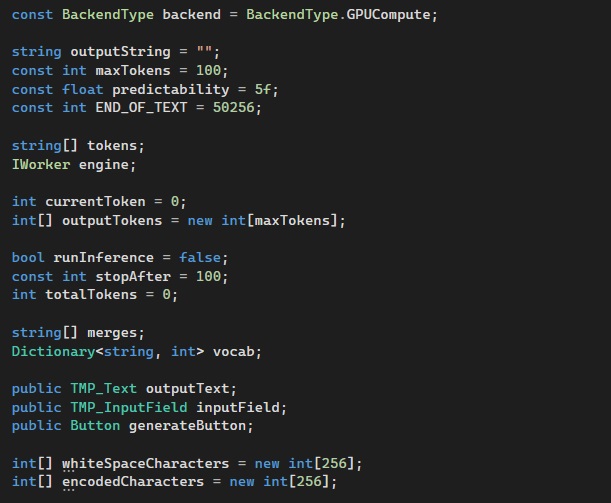 const BackendType backend = BackendType.GPUCompute;
string outputString = "";
const int maxTokens = 100;
const float predictability = 5f;
const int END_OF_TEXT = 50256;
string[] tokens;
IWorker engine;
int currentToken = 0;
int[] outputTokens = new int[maxTokens];
bool runInference = false;
const int stopAfter = 100;
int totalTokens = 0;
string[] merges;
Dictionary<string, int> vocab;
public TMP_Text outputText;
public TMP_InputField inputField;
public Button generateButton;
int[] whiteSpaceCharacters = new int[256];
int[] encodedCharacters = new int[256];